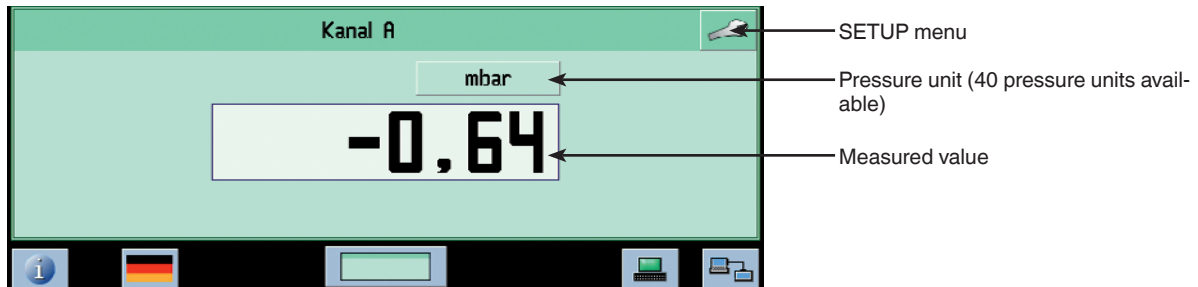 Kanal A
SETUP menu
mbar
Pressure unit (40 pressure units avail-
able)
-0,64
Measured value
i